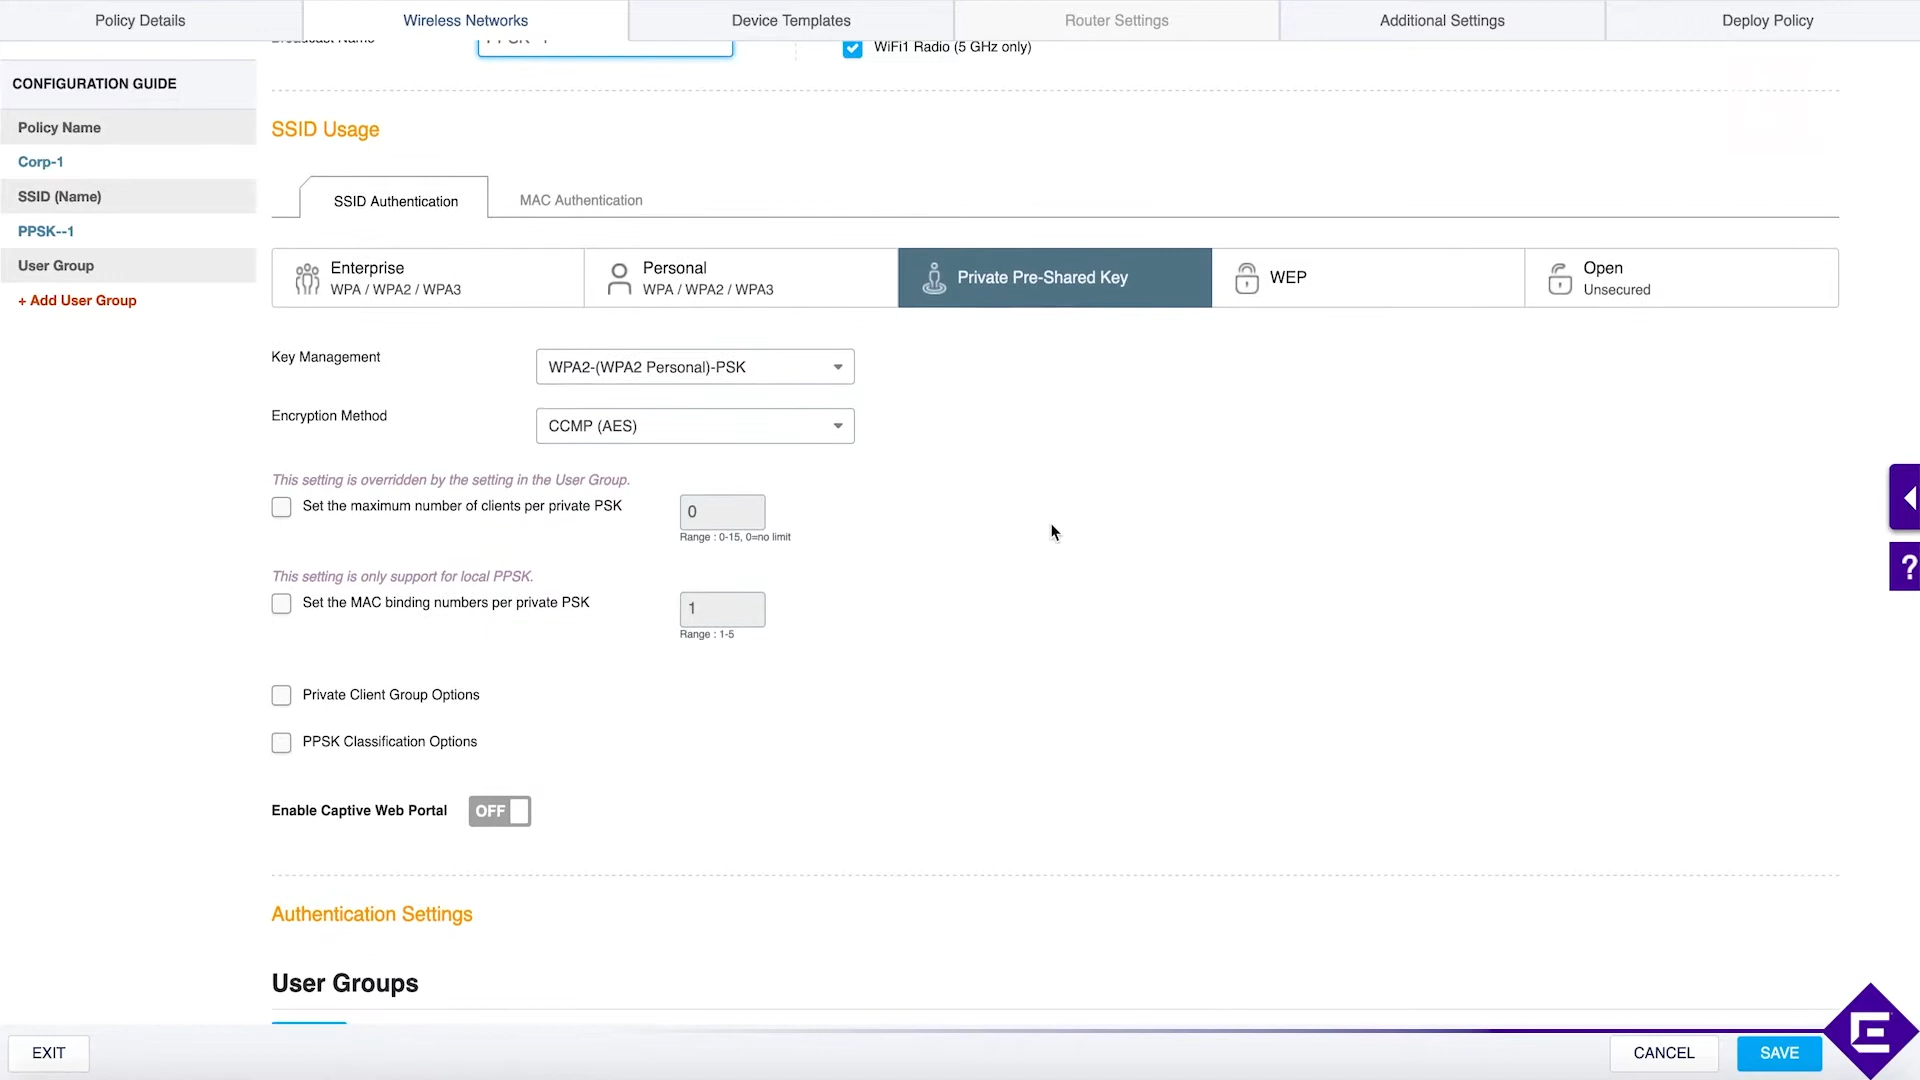 Policy Details
Wireless Networks
Device Templates
Router Settings
Additional Settings
Deploy Policy
WiFi1 Radio (5 GHz only)
CONFIGURATION GUIDE
Policy Name
Corp-1
SSID (Name)
PPSK--1
User Group
+ Add User Group
SSID Usage
SSID Authentication
MAC Authentication
Enterprise
WPA / WPA2 / WPA3
Personal
WPA / WPA2 / WPA3
Private Pre-Shared Key
WEP
Open
Unsecured
Key Management
WPA2-(WPA2 Personal)-PSK
Encryption Method
CCMP (AES)
This setting is overridden by the setting in the User Group.
Set the maximum number of clients per private PSK
0
Range : 0-15, 0=no limit
This setting is only support for local PPSK.
Set the MAC binding numbers per private PSK
1
Range : 1-5
Private Client Group Options
PPSK Classification Options
Enable Captive Web Portal
OFF
Authentication Settings
User Groups
?
EXIT
CANCEL
SAVE